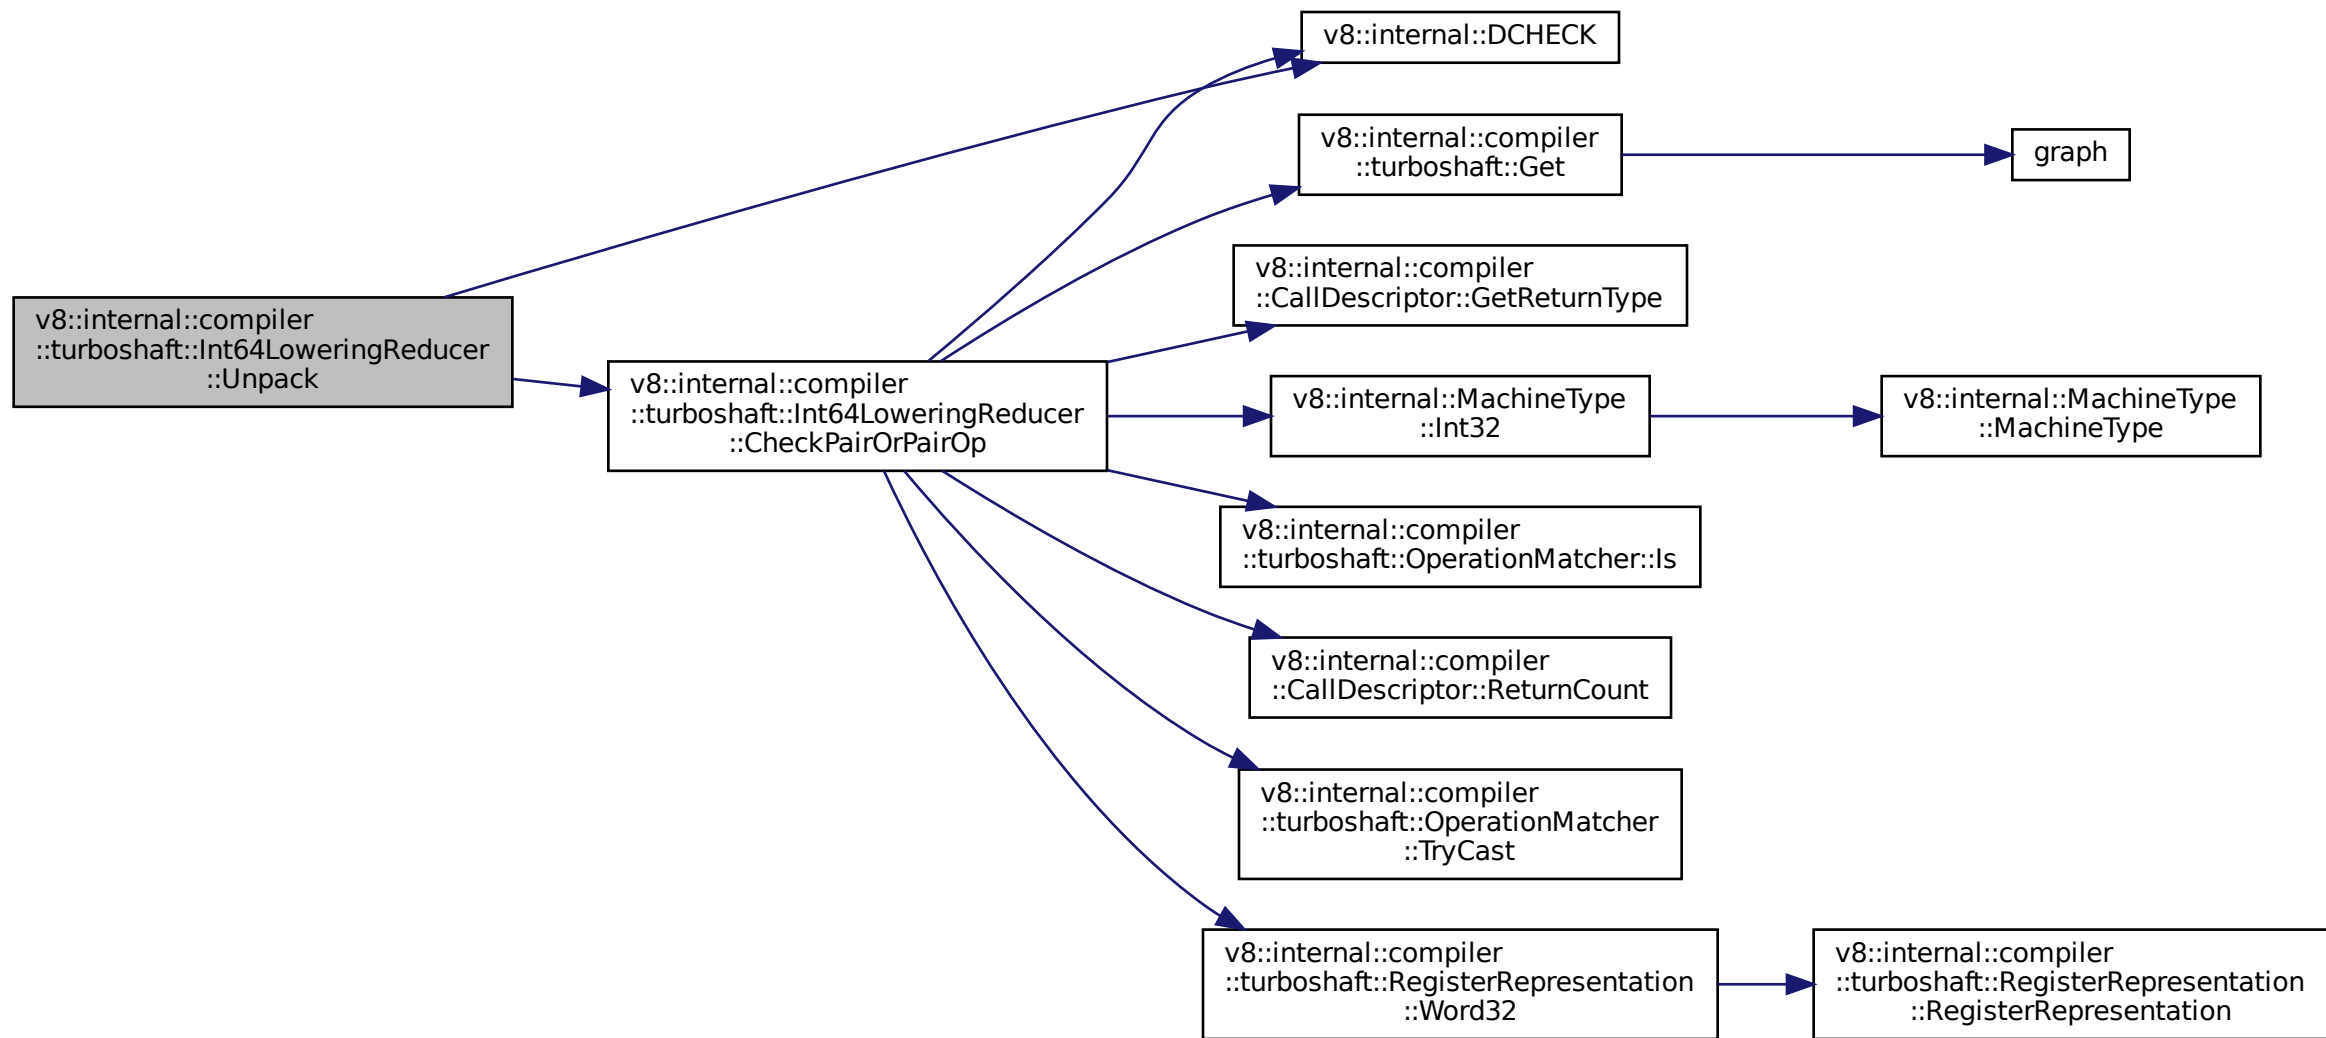 v8::internal::compiler
::turboshaft::Int64LoweringReducer
::Unpack
v8::internal::compiler
::turboshaft::Int64LoweringReducer
::CheckPairOrPairOp
v8::internal::DCHECK
v8::internal::compiler
::turboshaft::Get
graph
v8::internal::compiler
::CallDescriptor::GetReturnType
v8::internal::MachineType
::Int32
v8::internal::MachineType
::MachineType
v8::internal::compiler
::turboshaft::OperationMatcher::Is
v8::internal::compiler
::CallDescriptor::ReturnCount
v8::internal::compiler
::turboshaft::OperationMatcher
::TryCast
v8::internal::compiler
::turboshaft::RegisterRepresentation
::Word32
v8::internal::compiler
::turboshaft::RegisterRepresentation
::RegisterRepresentation